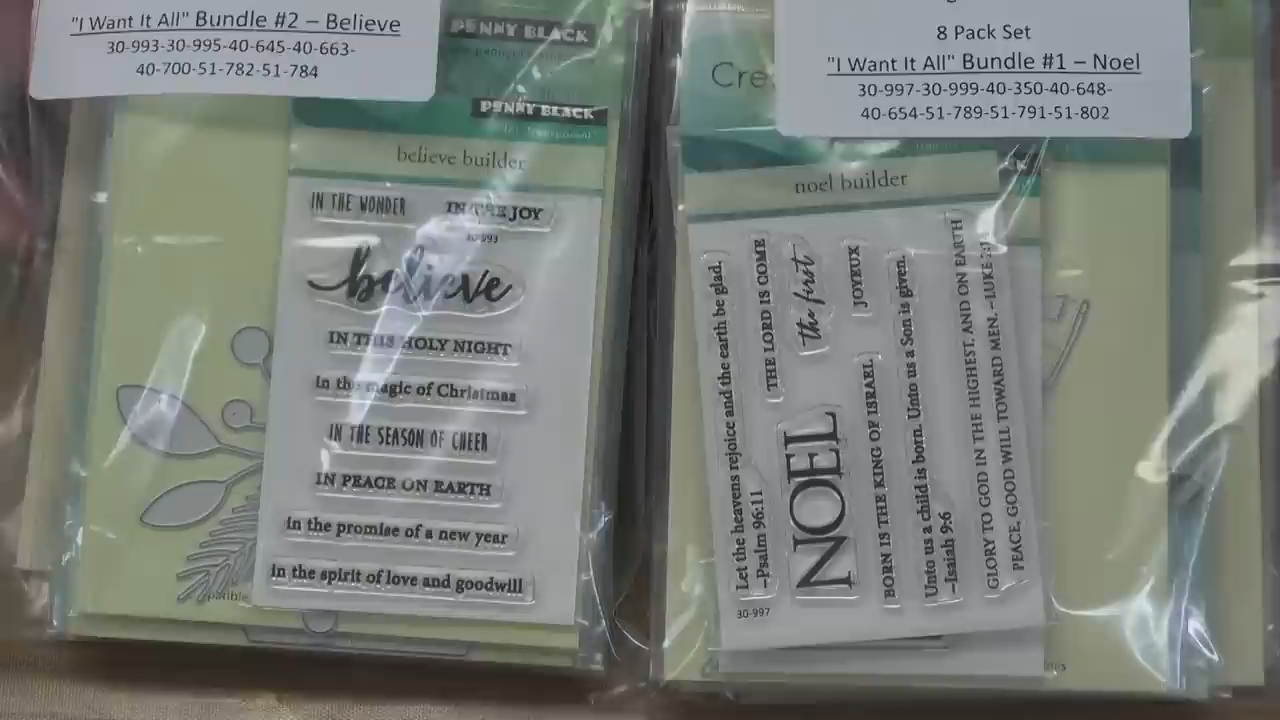 "I Want It All" Bundle #2 – Believe
30-993-30-995-40-645-40-663-
40-700-51-782-51-784
PENNY BLACK
PENNY BLACK
believe builder
IN THE WONDER
IN THE JOY
30-993
believe
IN THIS HOLY NIGHT
in the magic of Christmas
IN THE SEASON OF CHEER
IN PEACE ON EARTH
in the promise of a new year
in the spirit of love and goodwill
8 Pack Set
"I Want It All" Bundle #1 – Noel
30-997-30-999-40-350-40-648-
40-654-51-789-51-791-51-802
noel builder
Let the heavens rejoice and the earth be glad.
–Psalm 96:11
THE LORD IS COME
the first
JOYEUX
NOEL
BORN IS THE KING OF ISRAEL
Unto us a child is born. Unto us a Son is given.
–Isaiah 9:6
GLORY TO GOD IN THE HIGHEST, AND ON EARTH
PEACE, GOOD WILL TOWARD MEN. –LUKE
30-997